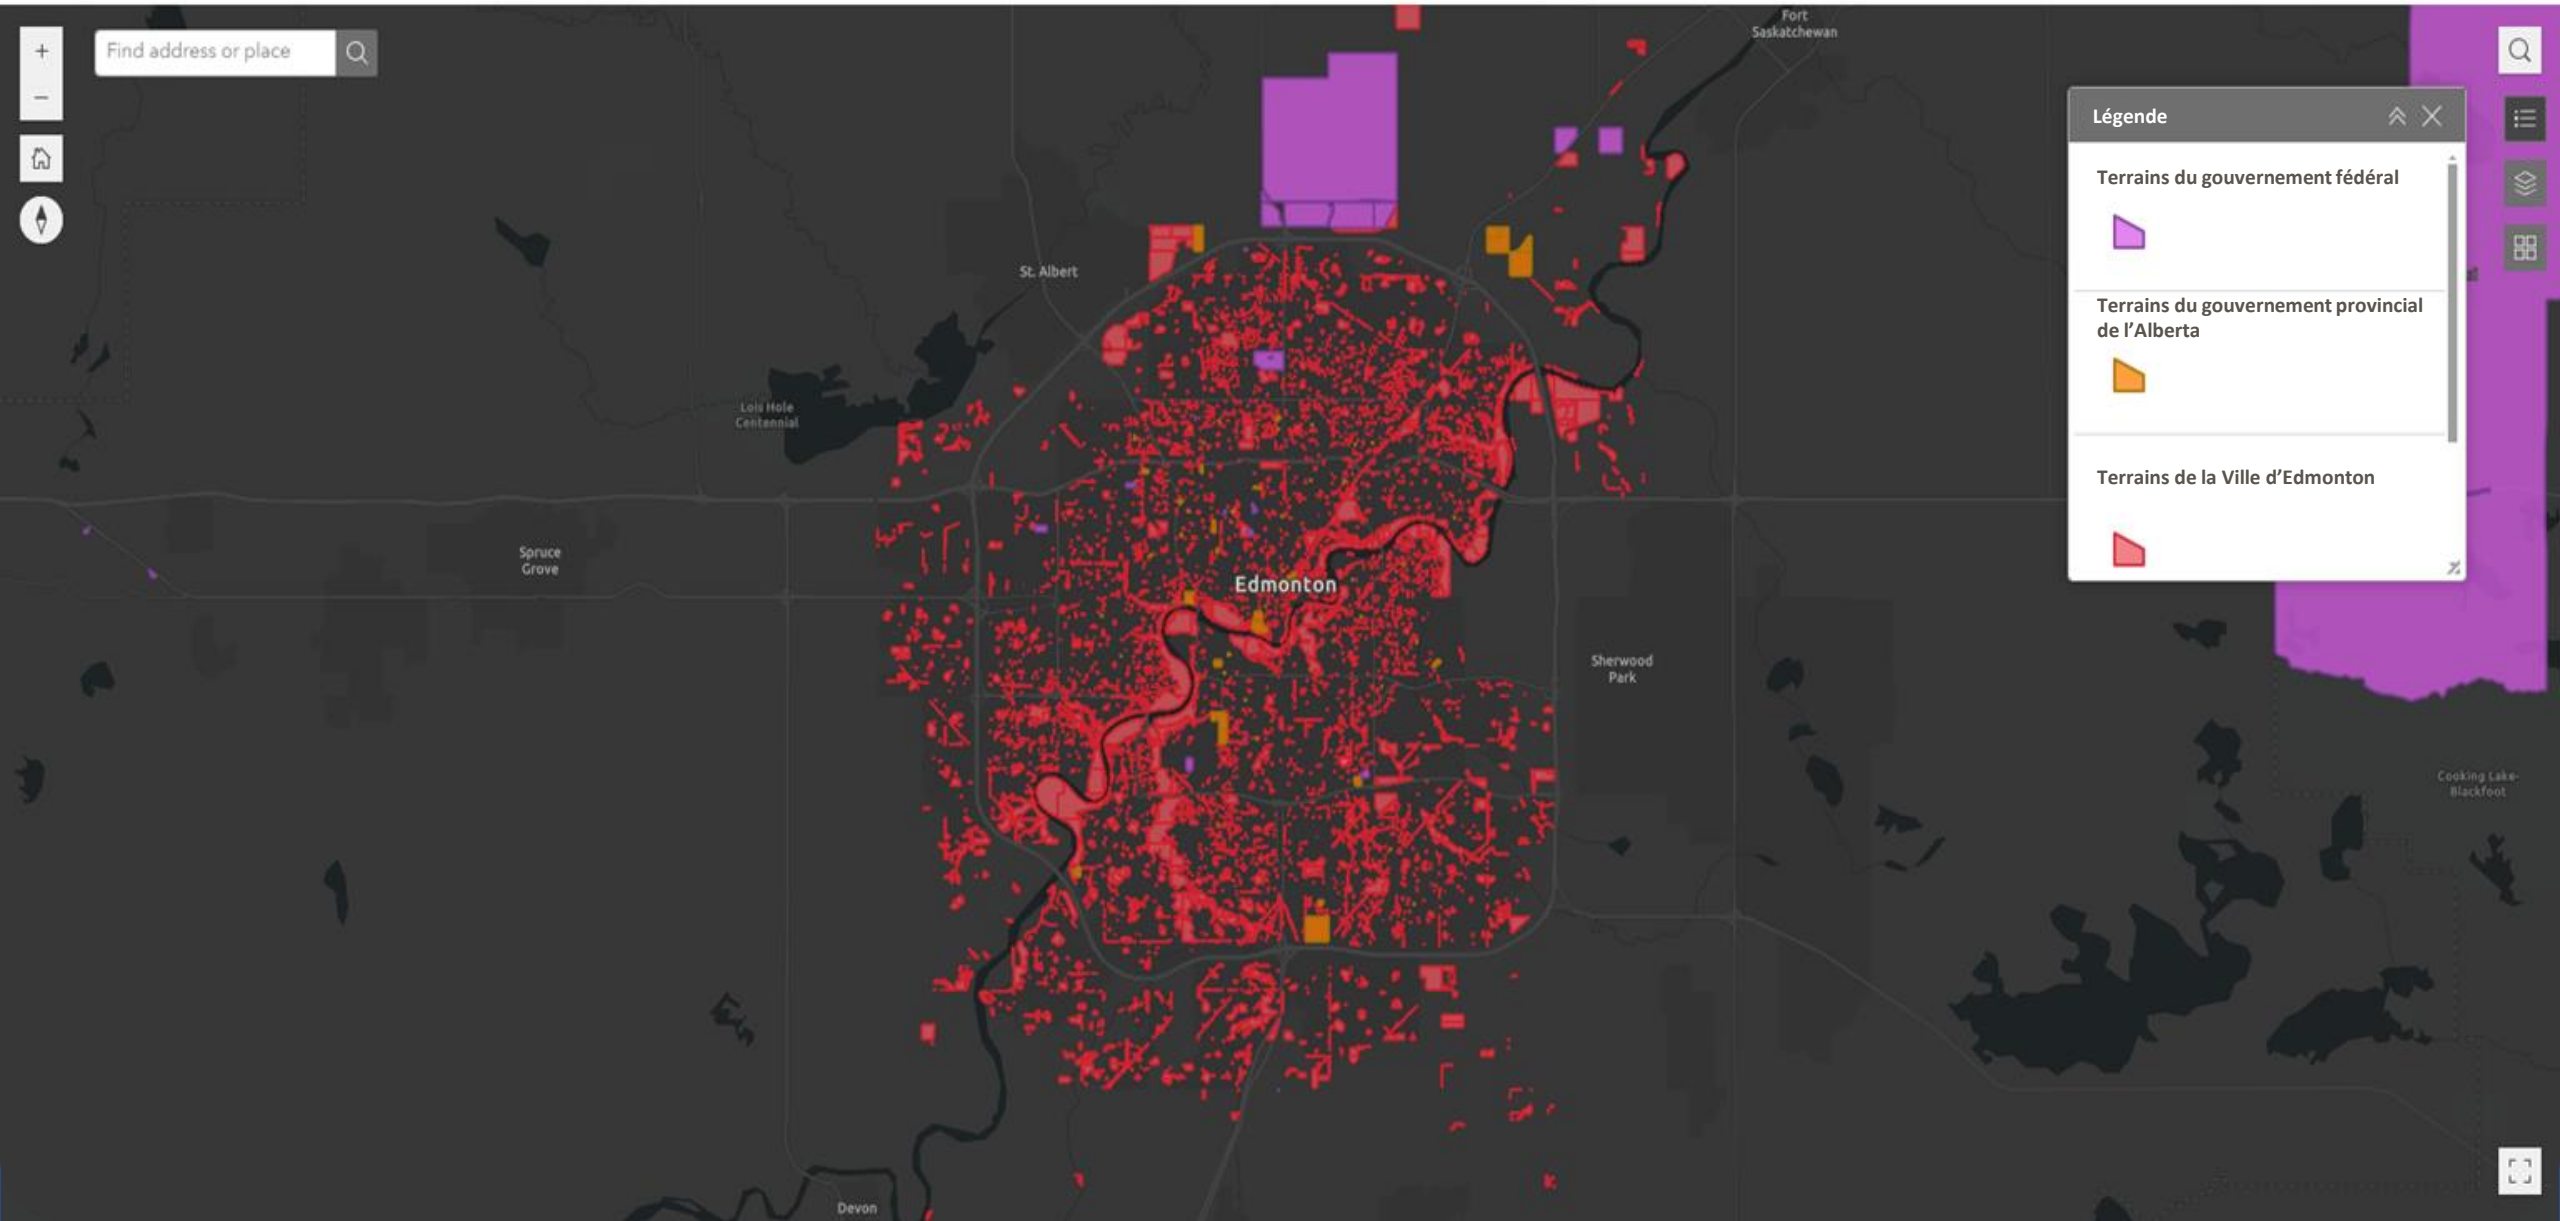 Find address or place
Fort
Saskatchewan
Légende
Terrains du gouvernement fédéral
Terrains du gouvernement provincial
de l'Alberta
Terrains de la Ville d'Edmonton
St. Albert
Lois Hole
Centennial
Spruce
Grove
Edmonton
Sherwood
Park
Cooking Lake-
Blackfoot
Devon